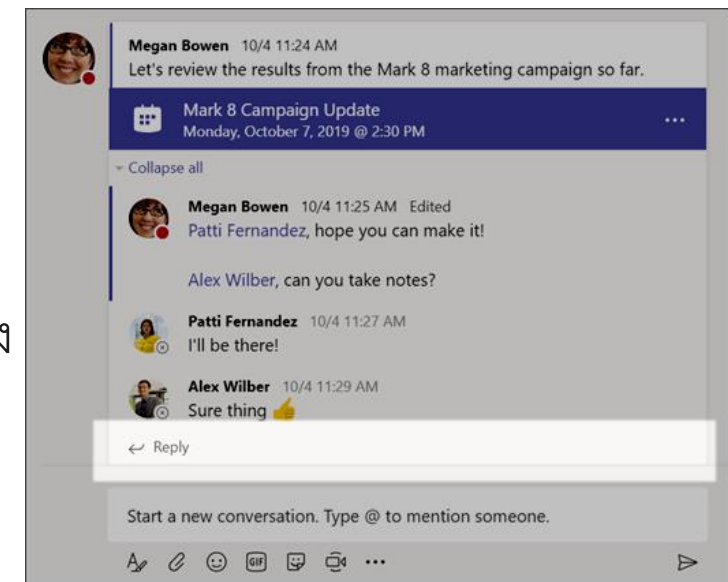 Megan Bowen 10/4 11:24 AM
Let's review the results from the Mark 8 marketing campaign so far.
Mark 8 Campaign Update
Monday, October 7, 2019 @ 2:30 PM
Collapse all
Megan Bowen 10/4 11:25 AM Edited
Patti Fernandez, hope you can make it!
Alex Wilber, can you take notes?
Patti Fernandez 10/4 11:27 AM
I'll be there!
Alex Wilber 10/4 11:29 AM
Sure thing 👍
Reply
Start a new conversation. Type @ to mention someone.
GIF